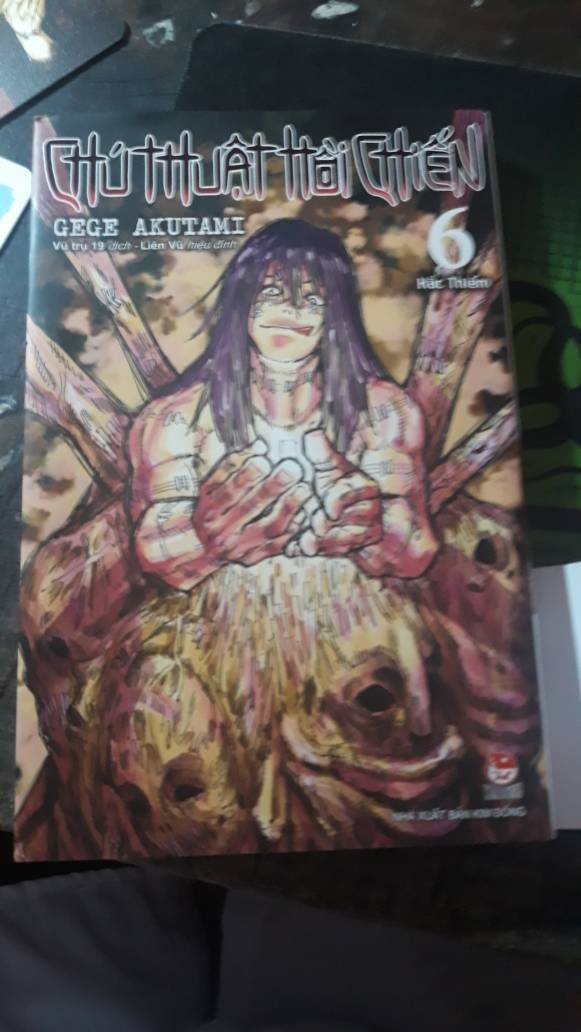 CHÚ THUẬT HỒI CHIẾN
GEGE AKUTAMI
Vũ trụ 19 dịch - Liên Vũ hiệu đính
6
Hắc Thiểm
NHÀ XUẤT BẢN KIM ĐỒNG